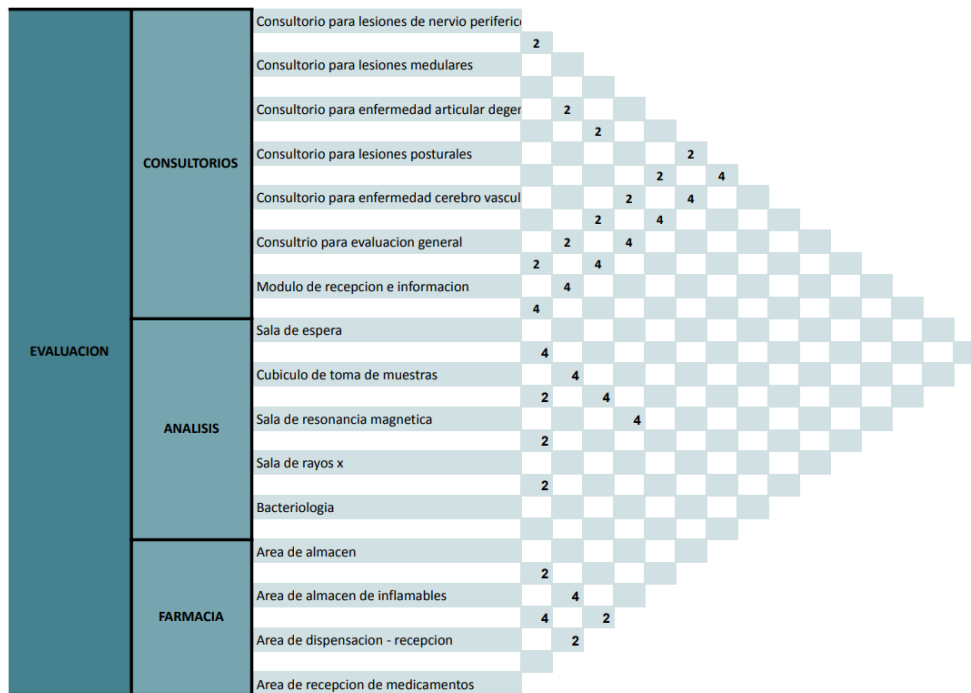 Consultorio para lesiones de nervio periferico
2
Consultorio para lesiones medulares
Consultorio para enfermedad articular deger 2
2
Consultorio para lesiones posturales 2
CONSULTORIOS
2 4
Consultorio para enfermedad cerebro vascul 2 4
2 4
Consultrio para evaluacion general 2 4
2 4
Modulo de recepcion e informacion 4
4
Sala de espera
EVALUACION
4
Cubiculo de toma de muestras 4
2 4
Sala de resonancia magnetica 4
ANALISIS
2
Sala de rayos x
2
Bacteriologia
Area de almacen
2
Area de almacen de inflamables 4
FARMACIA
4 2
Area de dispensacion - recepcion 2
Area de recepcion de medicamentos